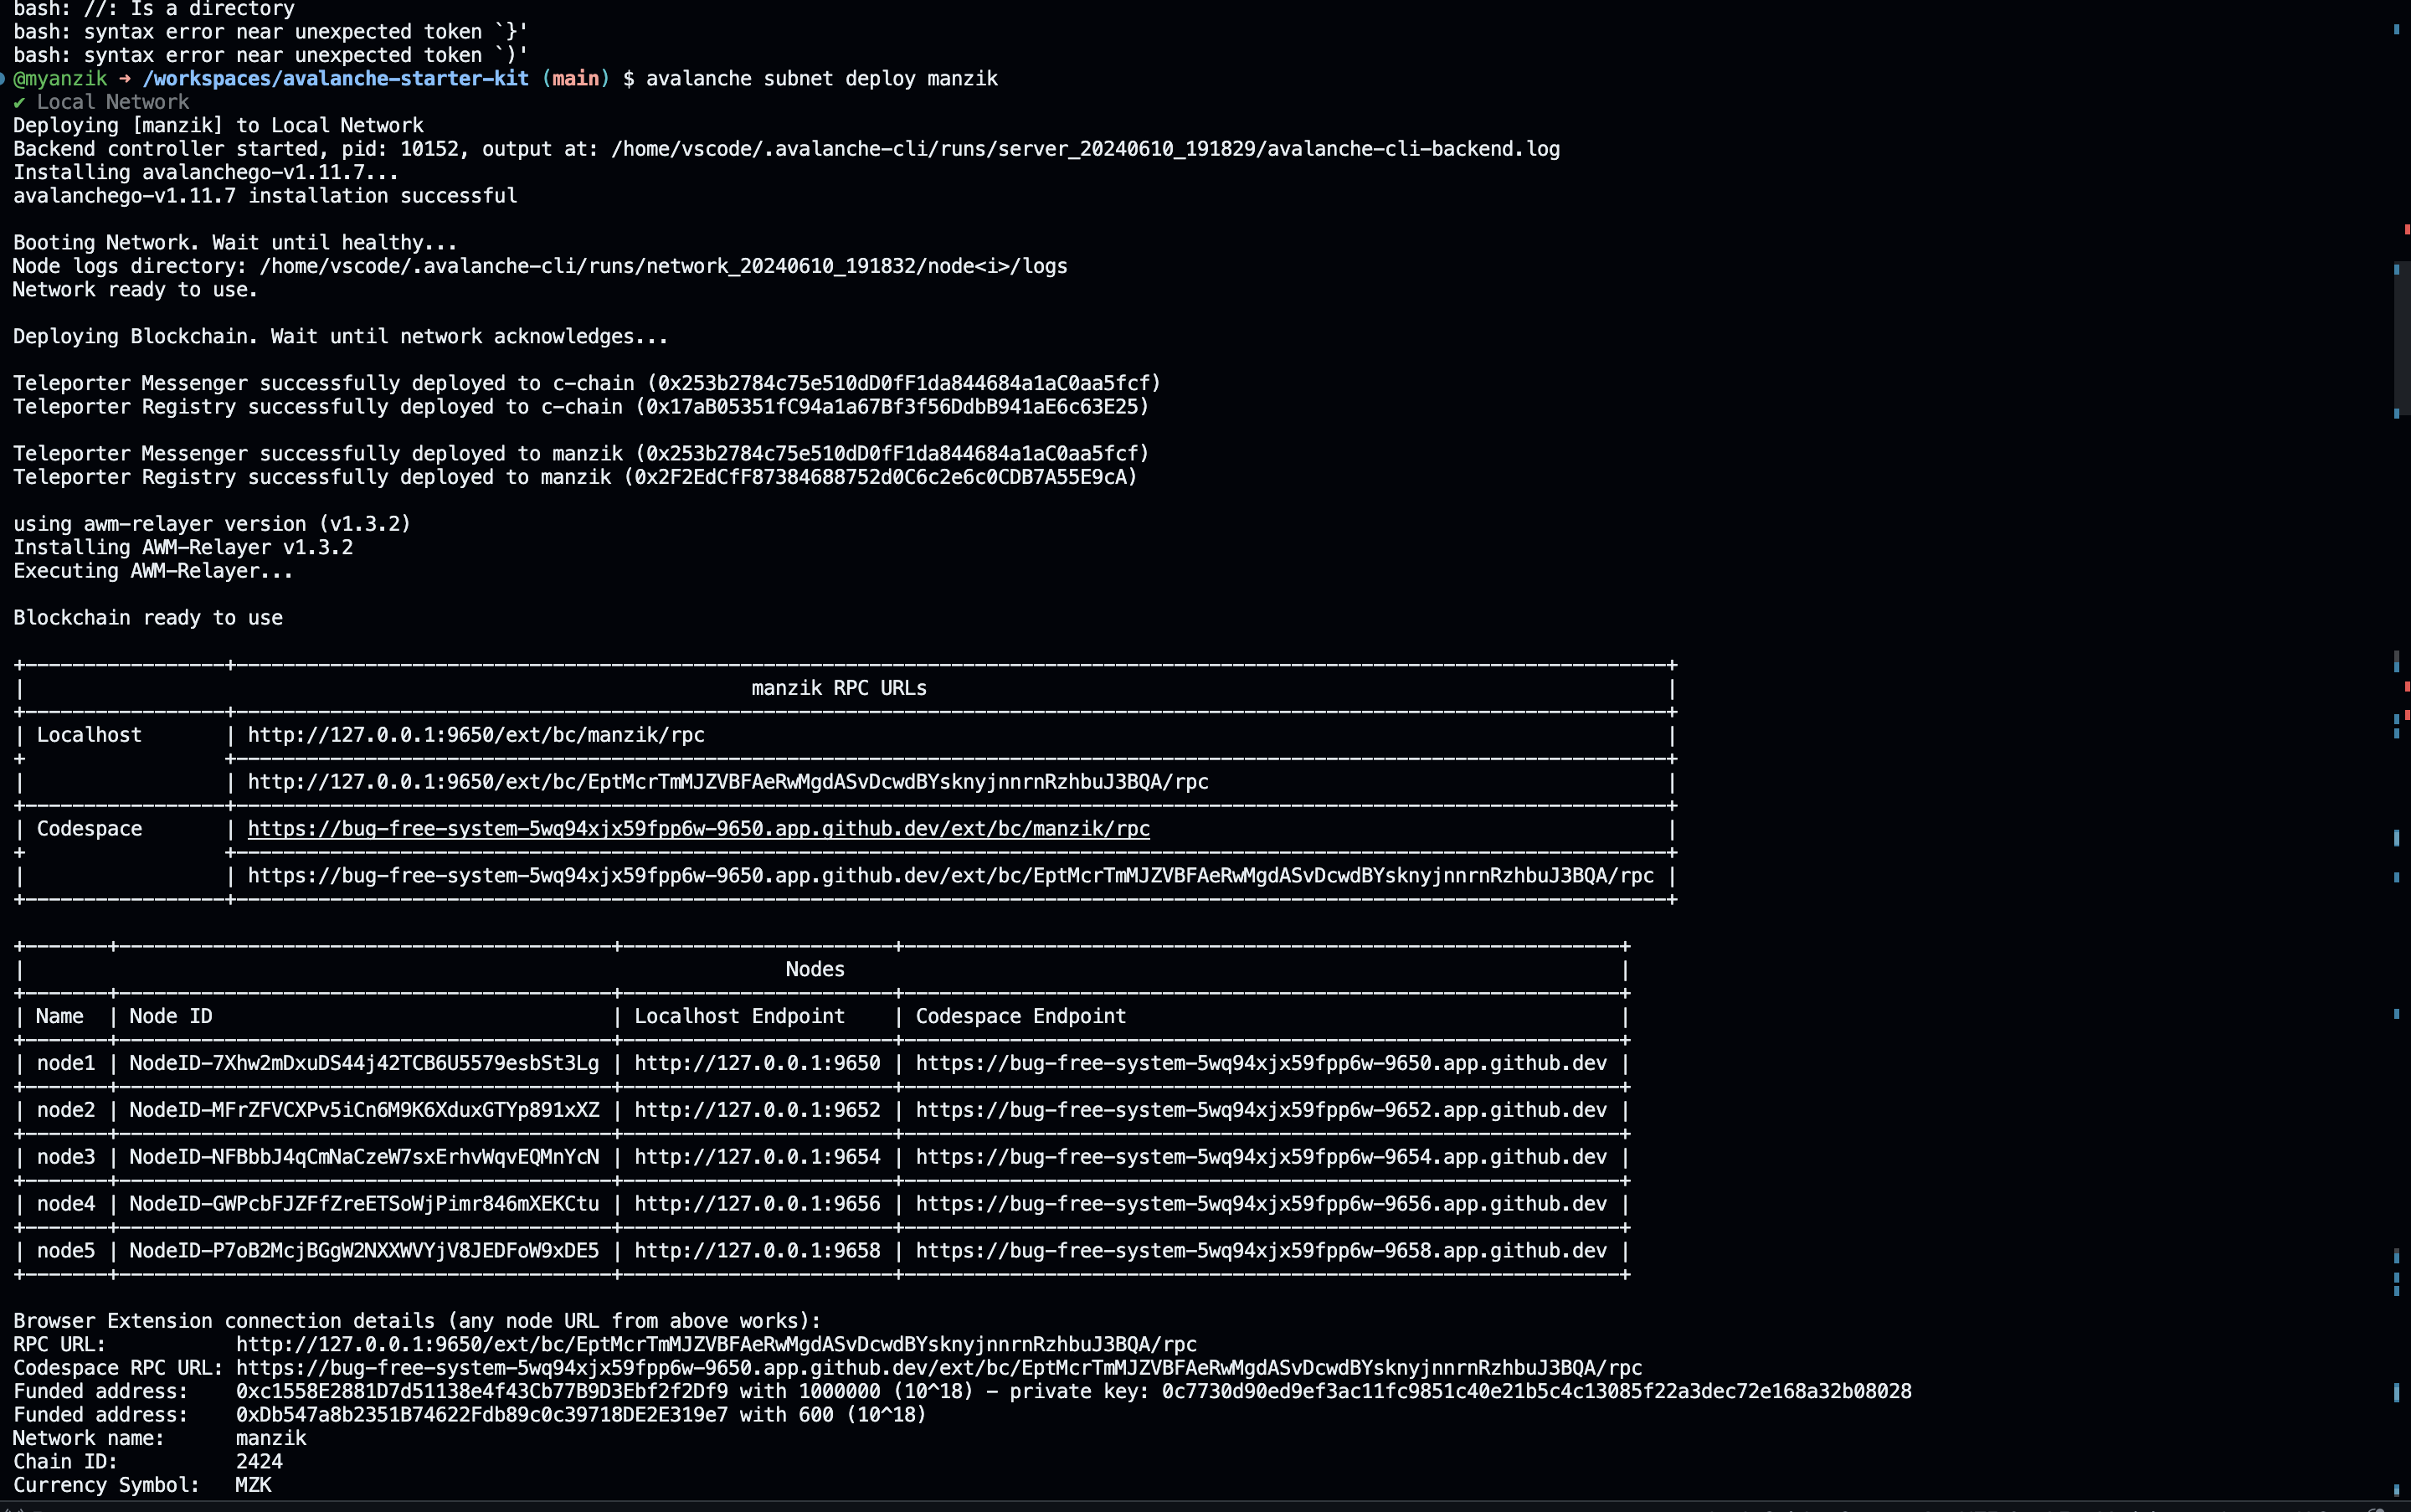 bash: //: Is a directory
bash: syntax error near unexpected token `}'
bash: syntax error near unexpected token `)'
@myanzik ➜ /workspaces/avalanche-starter-kit (main) $ avalanche subnet deploy manzik
✔ Local Network
Deploying [manzik] to Local Network
Backend controller started, pid: 10152, output at: /home/vscode/.avalanche-cli/runs/server_20240610_191829/avalanche-cli-backend.log
Installing avalanchego-v1.11.7...
avalanchego-v1.11.7 installation successful
Booting Network. Wait until healthy...
Node logs directory: /home/vscode/.avalanche-cli/runs/network_20240610_191832/node<i>/logs
Network ready to use.
Deploying Blockchain. Wait until network acknowledges...
Teleporter Messenger successfully deployed to c-chain (0x253b2784c75e510dD0fF1da844684a1aC0aa5fcf)
Teleporter Registry successfully deployed to c-chain (0x17aB05351fC94a1a67Bf3f56DdbB941aE6c63E25)
Teleporter Messenger successfully deployed to manzik (0x253b2784c75e510dD0fF1da844684a1aC0aa5fcf)
Teleporter Registry successfully deployed to manzik (0x2F2EdCfF87384688752d0C6c2e6c0CDB7A55E9cA)
using awm-relayer version (v1.3.2)
Installing AWM-Relayer v1.3.2
Executing AWM-Relayer...
Blockchain ready to use
manzik RPC URLs
| Localhost | http://127.0.0.1:9650/ext/bc/manzik/rpc |
| | http://127.0.0.1:9650/ext/bc/EptMcrTmMJZVBFAeRwMgdASvDcwdBYsknyjnnrnRzhbuJ3BQA/rpc |
| Codespace | https://bug-free-system-5wq94xjx59fpp6w-9650.app.github.dev/ext/bc/manzik/rpc |
| | https://bug-free-system-5wq94xjx59fpp6w-9650.app.github.dev/ext/bc/EptMcrTmMJZVBFAeRwMgdASvDcwdBYsknyjnnrnRzhbuJ3BQA/rpc |
Nodes
| Name | Node ID | Localhost Endpoint | Codespace Endpoint |
| node1 | NodeID-7Xhw2mDxuDS44j42TCB6U5579esbSt3Lg | http://127.0.0.1:9650 | https://bug-free-system-5wq94xjx59fpp6w-9650.app.github.dev |
| node2 | NodeID-MFrZFVCXPv5iCn6M9K6XduxGTYp891xXZ | http://127.0.0.1:9652 | https://bug-free-system-5wq94xjx59fpp6w-9652.app.github.dev |
| node3 | NodeID-NFBbbJ4qCmNaCzeW7sxErhvWqvEQMnYcN | http://127.0.0.1:9654 | https://bug-free-system-5wq94xjx59fpp6w-9654.app.github.dev |
| node4 | NodeID-GWPcbFJZFfZreETSoWjPimr846mXEKCtu | http://127.0.0.1:9656 | https://bug-free-system-5wq94xjx59fpp6w-9656.app.github.dev |
| node5 | NodeID-P7oB2McjBGgW2NXXWVYjV8JEDFoW9xDE5 | http://127.0.0.1:9658 | https://bug-free-system-5wq94xjx59fpp6w-9658.app.github.dev |
Browser Extension connection details (any node URL from above works):
RPC URL: http://127.0.0.1:9650/ext/bc/EptMcrTmMJZVBFAeRwMgdASvDcwdBYsknyjnnrnRzhbuJ3BQA/rpc
Codespace RPC URL: https://bug-free-system-5wq94xjx59fpp6w-9650.app.github.dev/ext/bc/EptMcrTmMJZVBFAeRwMgdASvDcwdBYsknyjnnrnRzhbuJ3BQA/rpc
Funded address: 0xc1558E2881D7d51138e4f43Cb77B9D3Ebf2f2Df9 with 1000000 (10^18) - private key: 0c7730d90ed9ef3ac11fc9851c40e21b5c4c13085f22a3dec72e168a32b08028
Funded address: 0xDb547a8b2351B74622Fdb89c0c39718DE2E319e7 with 600 (10^18)
Network name: manzik
Chain ID: 2424
Currency Symbol: MZK